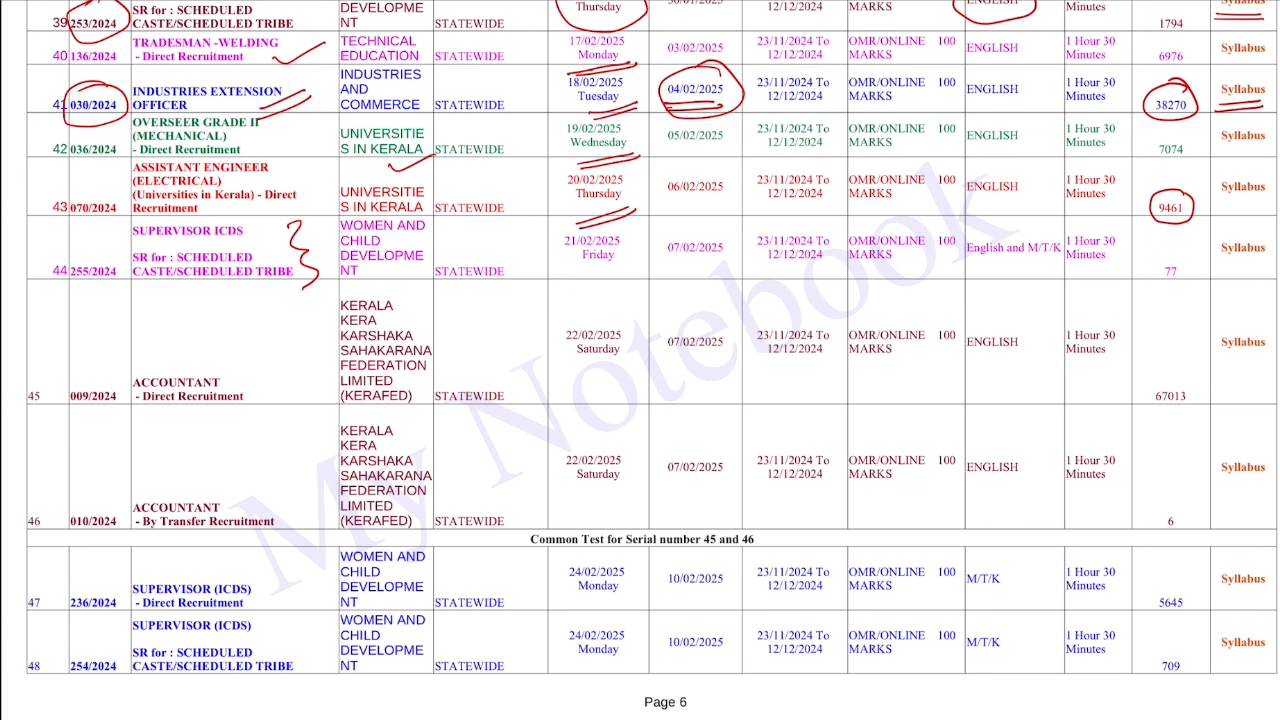 SR for : SCHEDULED DEVELOPME Thursday ENGLISH Minutes Syllabus
39 253/2024 CASTE/SCHEDULED TRIBE NT STATEWIDE 1794
TRADESMAN -WELDING TECHNICAL 17/02/2025 03/02/2025 23/11/2024 To OMR/ONLINE 100 ENGLISH 1 Hour 30 Syllabus
40 136/2024 - Direct Recruitment EDUCATION STATEWIDE Monday 12/12/2024 MARKS Minutes 6976
INDUSTRIES
INDUSTRIES EXTENSION AND 18/02/2025 04/02/2025 23/11/2024 To OMR/ONLINE 100 ENGLISH 1 Hour 30 Syllabus
41 030/2024 OFFICER COMMERCE STATEWIDE Tuesday 12/12/2024 MARKS Minutes 38270
OVERSEER GRADE II
(MECHANICAL) UNIVERSITIE 19/02/2025 05/02/2025 23/11/2024 To OMR/ONLINE 100 ENGLISH 1 Hour 30 Syllabus
42 036/2024 - Direct Recruitment S IN KERALA STATEWIDE Wednesday 12/12/2024 MARKS Minutes 7074
ASSISTANT ENGINEER
(ELECTRICAL)
(Universities in Kerala) - Direct UNIVERSITIE 20/02/2025 06/02/2025 23/11/2024 To OMR/ONLINE 100 ENGLISH 1 Hour 30 Syllabus
43 070/2024 Recruitment S IN KERALA STATEWIDE Thursday 12/12/2024 MARKS Minutes 9461
WOMEN AND
SUPERVISOR ICDS CHILD 21/02/2025 07/02/2025 23/11/2024 To OMR/ONLINE 100 English and M/T/K 1 Hour 30 Syllabus
SR for : SCHEDULED DEVELOPME Friday 12/12/2024 MARKS Minutes
44 255/2024 CASTE/SCHEDULED TRIBE NT STATEWIDE 77
KERALA
KERA
KARSHAKA 22/02/2025 07/02/2025 23/11/2024 To OMR/ONLINE 100 ENGLISH 1 Hour 30 Syllabus
SAHAKARANA Saturday 12/12/2024 MARKS Minutes
FEDERATION
ACCOUNTANT LIMITED
45 009/2024 - Direct Recruitment (KERAFED) STATEWIDE 67013
KERALA
KERA
KARSHAKA 22/02/2025 07/02/2025 23/11/2024 To OMR/ONLINE 100 ENGLISH 1 Hour 30 Syllabus
SAHAKARANA Saturday 12/12/2024 MARKS Minutes
FEDERATION
ACCOUNTANT LIMITED
46 010/2024 - By Transfer Recruitment (KERAFED) STATEWIDE 6
Common Test for Serial number 45 and 46
WOMEN AND
CHILD 24/02/2025 10/02/2025 23/11/2024 To OMR/ONLINE 100 M/T/K 1 Hour 30 Syllabus
SUPERVISOR (ICDS) DEVELOPME Monday 12/12/2024 MARKS Minutes
47 236/2024 - Direct Recruitment NT STATEWIDE 5645
SUPERVISOR (ICDS) WOMEN AND
CHILD 24/02/2025 10/02/2025 23/11/2024 To OMR/ONLINE 100 M/T/K 1 Hour 30 Syllabus
SR for : SCHEDULED DEVELOPME Monday 12/12/2024 MARKS Minutes
48 254/2024 CASTE/SCHEDULED TRIBE NT STATEWIDE 709
My Notebook
Page 6